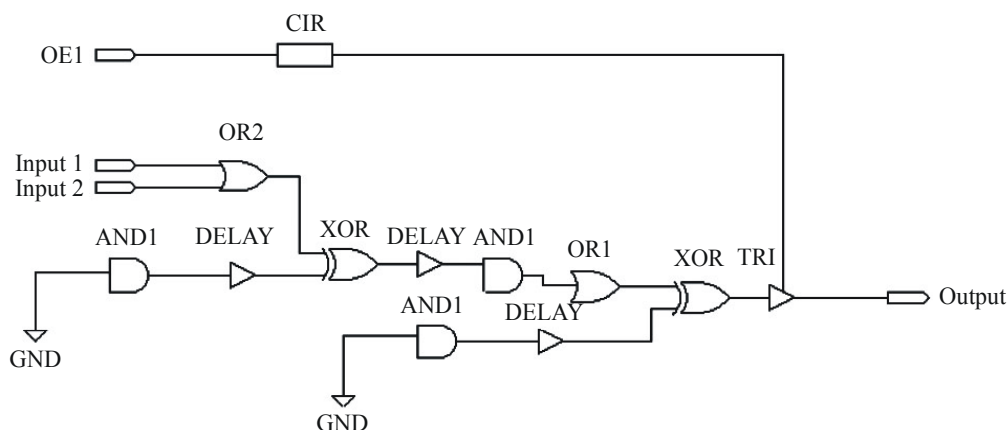 CIR
OE1
OR2
Input 1
Input 2
AND1
DELAY
XOR
DELAY
AND1
OR1
XOR
TRI
AND1
DELAY
Output
GND
GND